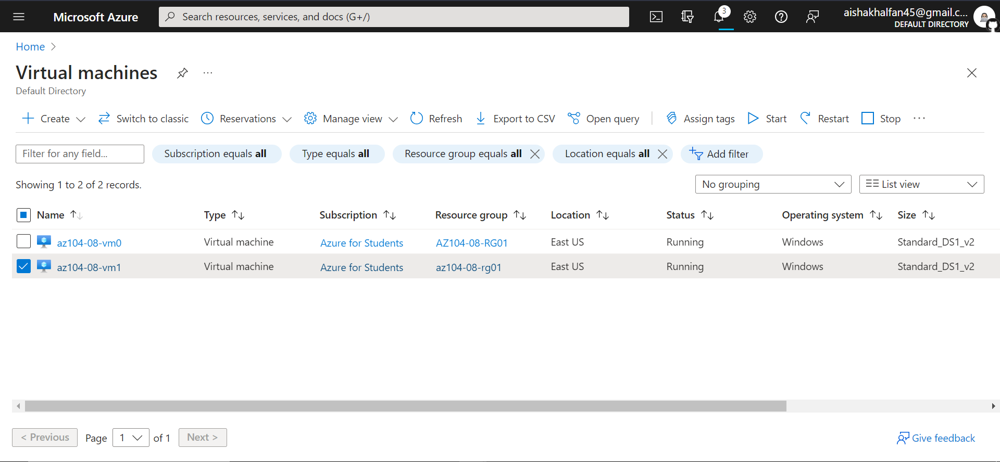 Microsoft Azure
Search resources, services, and docs (G+/)
3
aishakhalfan45@gmail.c...
DEFAULT DIRECTORY
Home
Virtual machines
Default Directory
Create Switch to classic Reservations Manage view Refresh Export to CSV Open query Assign tags Start Restart Stop
Filter for any field... Subscription equals all Type equals all Resource group equals all Location equals all Add filter
Showing 1 to 2 of 2 records. No grouping List view
Name Type Subscription Resource group Location Status Operating system Size
az104-08-vm0 Virtual machine Azure for Students AZ104-08-RG01 East US Running Windows Standard_DS1_v2
az104-08-vm1 Virtual machine Azure for Students az104-08-rg01 East US Running Windows Standard_DS1_v2
< Previous Page 1 of 1 Next > Give feedback